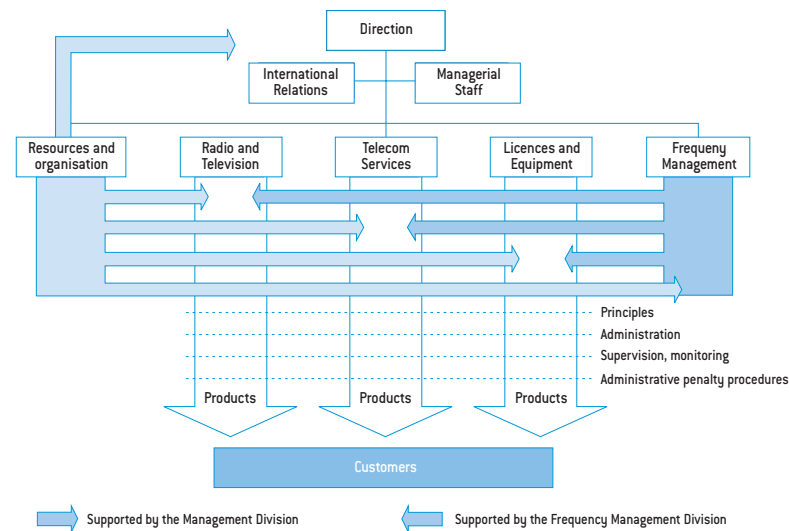 Direction
International
Relations
Managerial
Staff
Resources and
organisation
Radio and
Television
Telecom
Services
Licences and
Equipment
Frequeny
Management
Principles
Administration
Supervision, monitoring
Administrative penalty procedures
Products
Products
Products
Customers
Supported by the Management Division
Supported by the Frequency Management Division